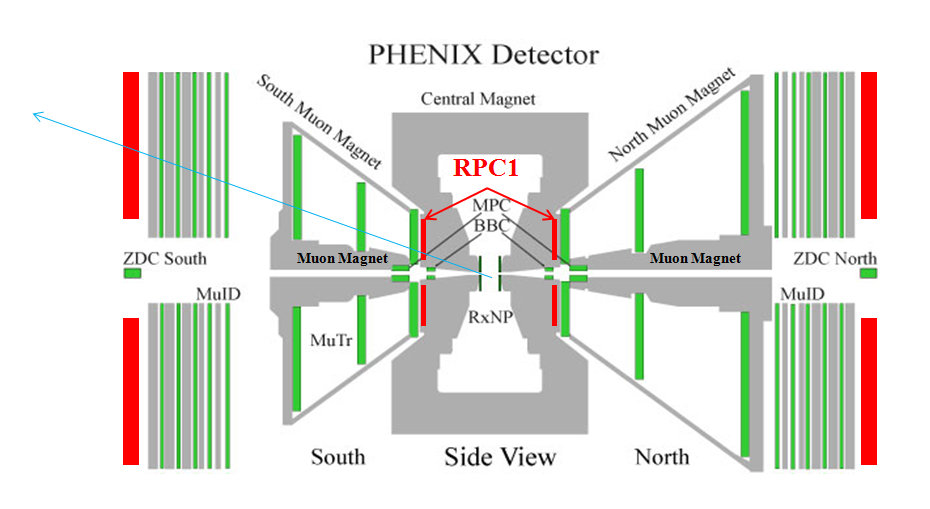 PHENIX Detector
South Muon Magnet
Central Magnet
North Muon Magnet
RPC1
MPC
BBC
ZDC South
Muon Magnet
Muon Magnet
ZDC North
MuID
RxNP
MuID
MuTr
South
Side View
North